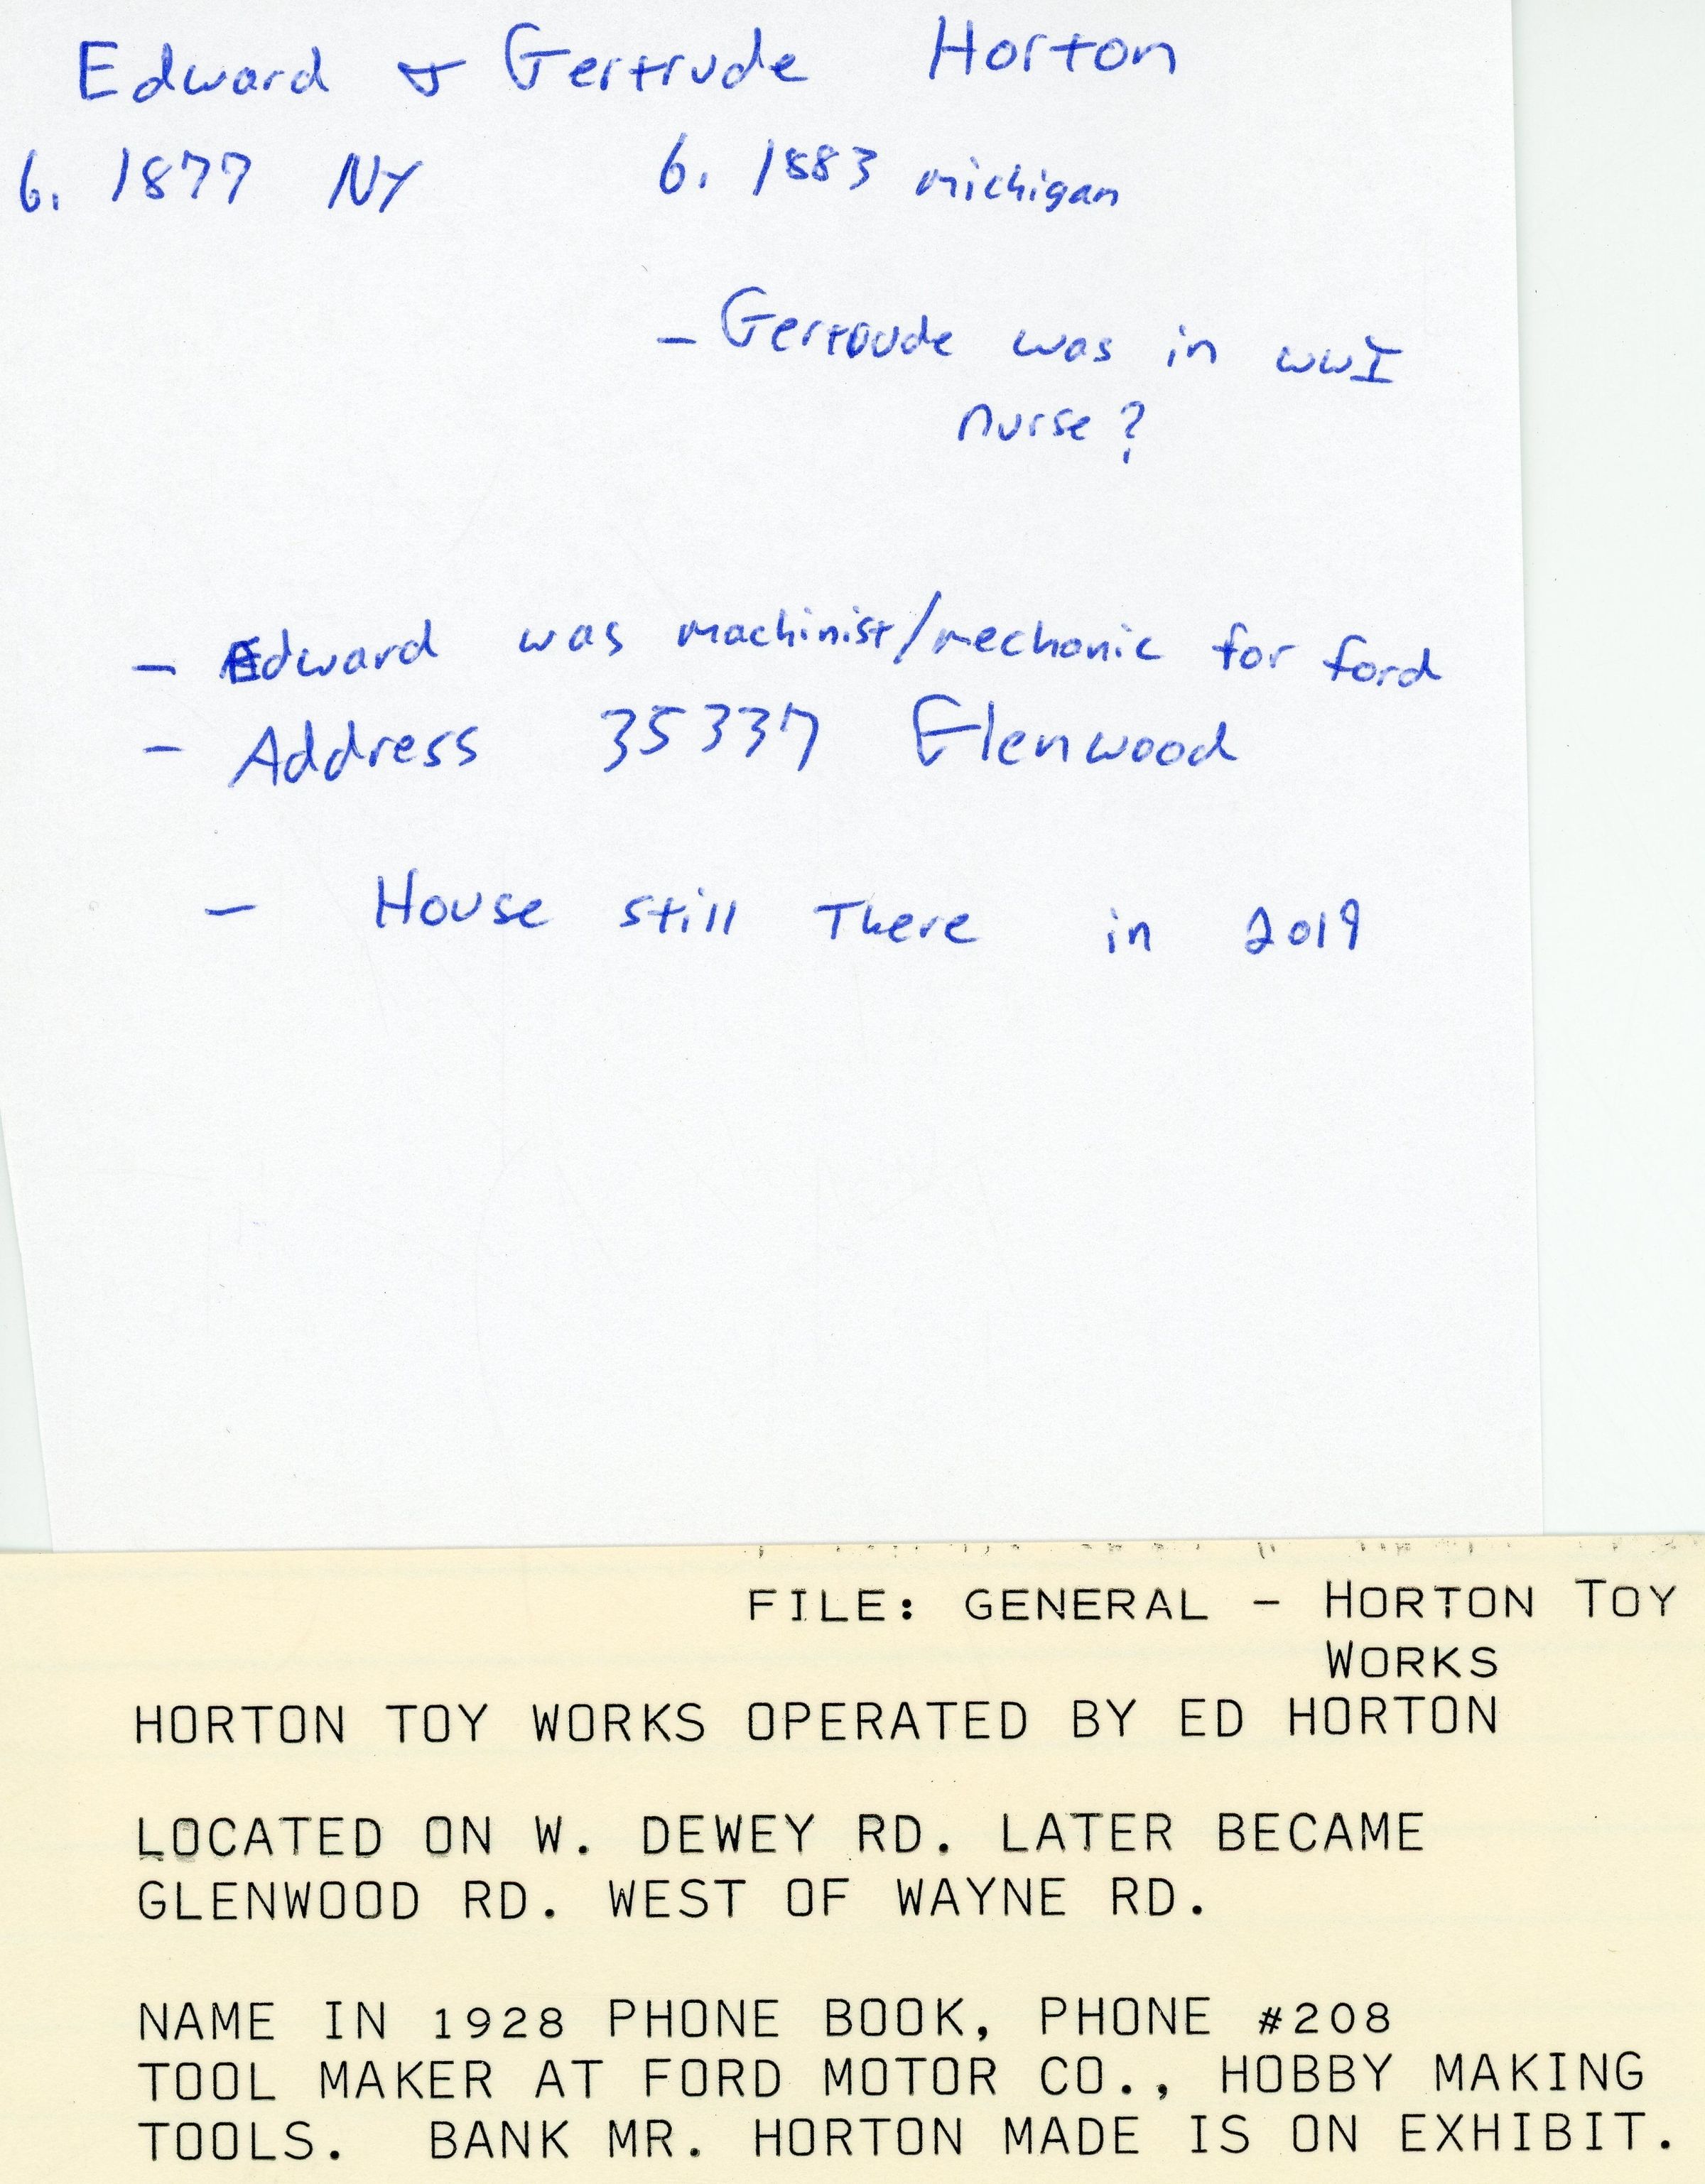 Edward & Gertrude Horton
b. 1877 NY b. 1883 michigan
- Gertrude was in WWI
nurse?
- Edward was machinist/mechanic for ford
- Address 35337 Glenwood
- House still There in 2019
FILE: GENERAL - HORTON TOY
WORKS
HORTON TOY WORKS OPERATED BY ED HORTON
LOCATED ON W. DEWEY RD. LATER BECAME
GLENWOOD RD. WEST OF WAYNE RD.
NAME IN 1928 PHONE BOOK, PHONE #208
TOOL MAKER AT FORD MOTOR CO., HOBBY MAKING
TOOLS. BANK MR. HORTON MADE IS ON EXHIBIT.